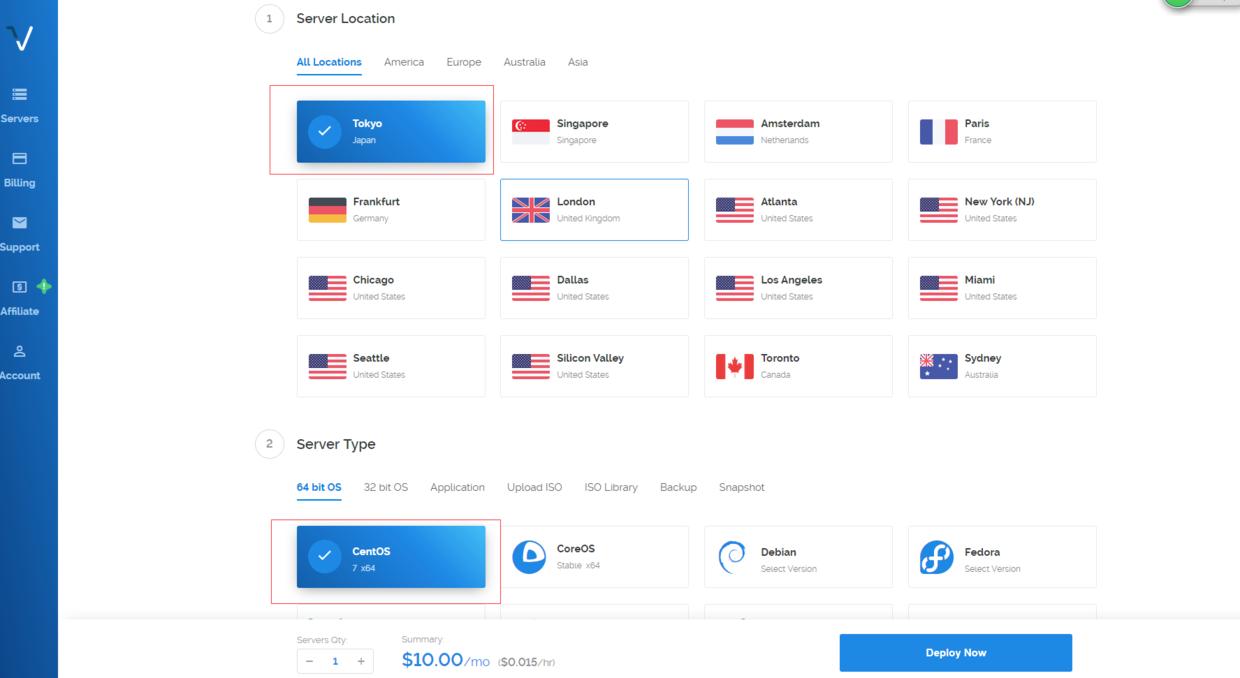 1 Server Location
All Locations America Europe Australia Asia
Tokyo
Japan
Singapore
Singapore
Amsterdam
Netherlands
Paris
France
Frankfurt
Germany
London
United Kingdom
Atlanta
United States
New York (NJ)
United States
Chicago
United States
Dallas
United States
Los Angeles
United States
Miami
United States
Seattle
United States
Silicon Valley
United States
Toronto
Canada
Sydney
Australia
2 Server Type
64 bit OS 32 bit OS Application Upload ISO ISO Library Backup Snapshot
CentOS
7 x64
CoreOS
Stable x64
Debian
Select Version
Fedora
Select Version
Servers Qty:
− 1 +
Summary:
$10.00/mo ($0.015/hr)
Deploy Now
Servers
Billing
Support
Affiliate
Account